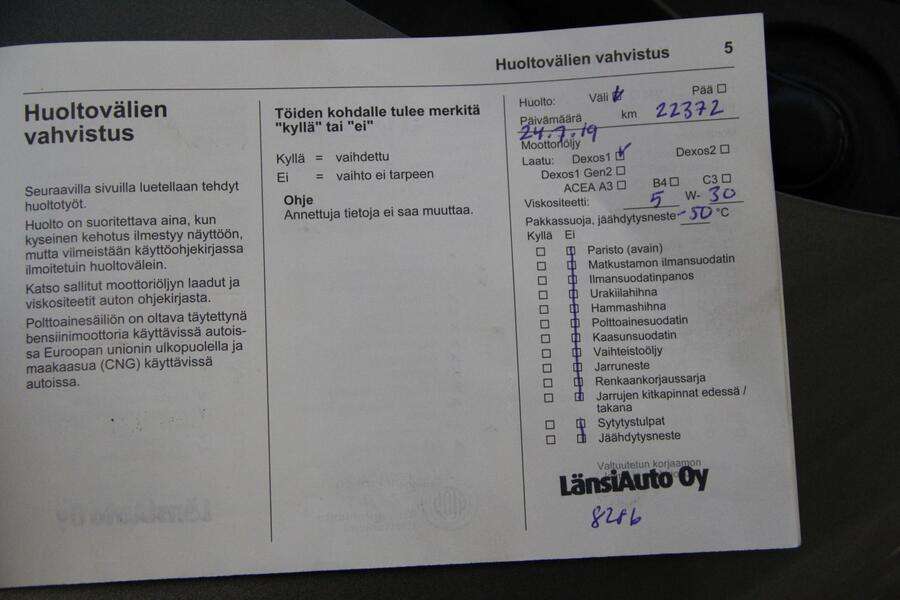 Huoltovälien vahvistus 5
Huoltovälien
vahvistus
Seuraavilla sivuilla luetellaan tehdyt
huoltotyöt.
Huolto on suoritettava aina, kun
kyseinen kehotus ilmestyy näyttöön,
mutta viimeistään käyttöohjekirjassa
ilmoitetuin huoltovälein.
Katso sallitut moottoriöljyn laadut ja
viskositeetit auton ohjekirjasta.
Polttoainesäiliön on oltava täytettynä
bensiinimoottoria käyttävissä autois-
sa Euroopan unionin ulkopuolella ja
maakaasua (CNG) käyttävissä
autoissa.
Töiden kohdalle tulee merkitä
"kyllä" tai "ei"
Kyllä = vaihdettu
Ei = vaihto ei tarpeen
Ohje
Annettuja tietoja ei saa muuttaa.
Huolto: Väli Pää
Päivämäärä km 22372
24.7.19
Moottoriöljy
Laatu: Dexos1 Dexos2
Dexos1 Gen2
ACEA A3 B4 C3
Viskositeetti: 5 W- 30
Pakkassuoja, jäähdytysneste -50 °C
Kyllä Ei
Paristo (avain)
Matkustamon ilmansuodatin
Ilmansuodatinpanos
Urakiilahihna
Hammashihna
Polttoainesuodatin
Kaasunsuodatin
Vaihteistoöljy
Jarruneste
Renkaankorjaussarja
Jarrujen kitkapinnat edessä /
takana
Sytytystulpat
Jäähdytysneste
Valtuutetun korjaamon
LänsiAuto Oy
8286